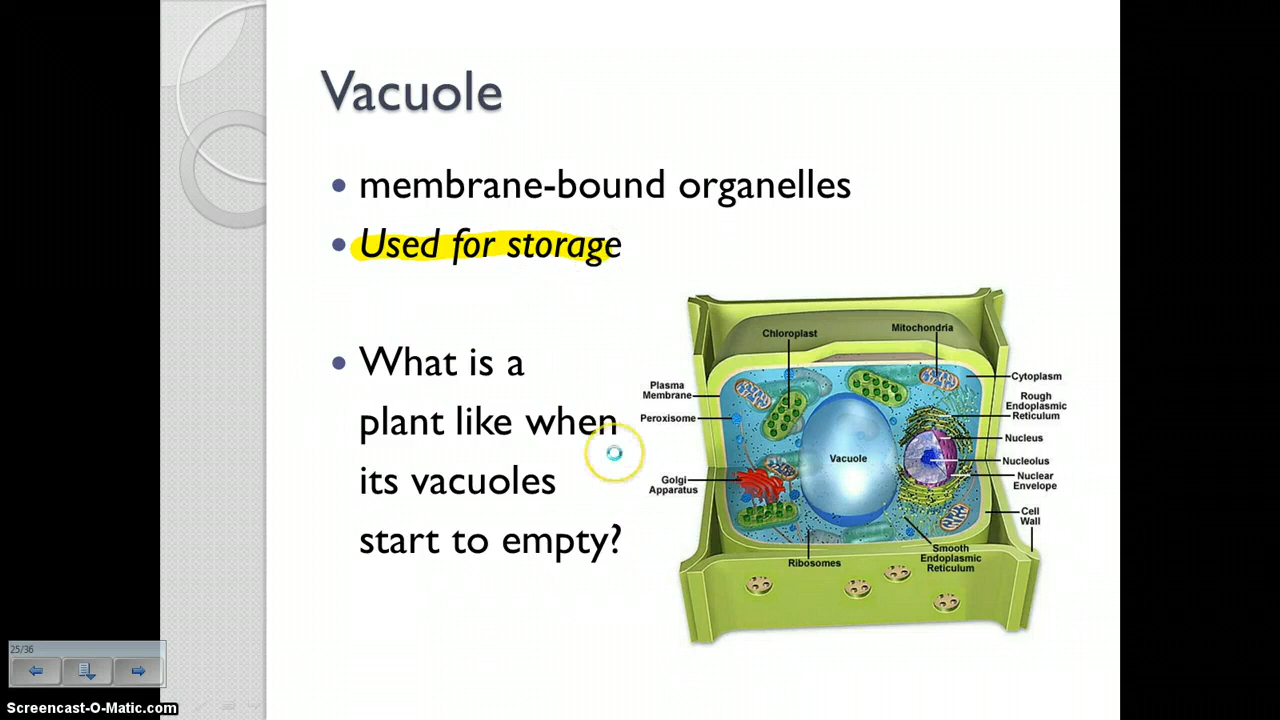 Vacuole
membrane-bound organelles
Used for storage
What is a
plant like when
its vacuoles
start to empty?
Chloroplast
Mitochondria
Plasma
Membrane
Peroxisome
Golgi
Apparatus
Vacuole
Ribosomes
Cytoplasm
Rough
Endoplasmic
Reticulum
Nucleus
Nucleolus
Nuclear
Envelope
Cell
Wall
Smooth
Endoplasmic
Reticulum
25/36
Screencast-O-Matic.com